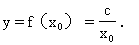 y = f (x₀) = c/x₀ .